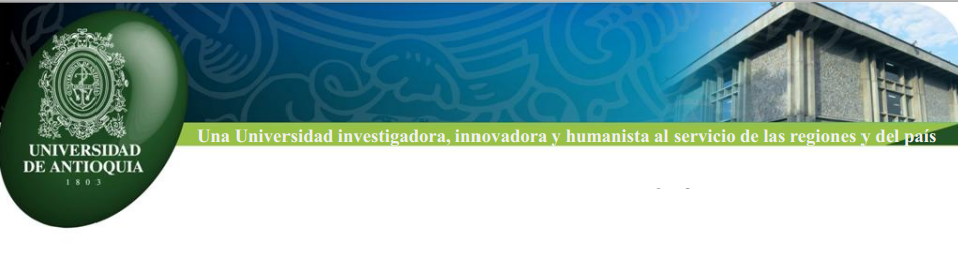 Una Universidad investigadora, innovadora y humanista al servicio de las regiones y del país
UNIVERSIDAD
DE ANTIOQUIA
1803